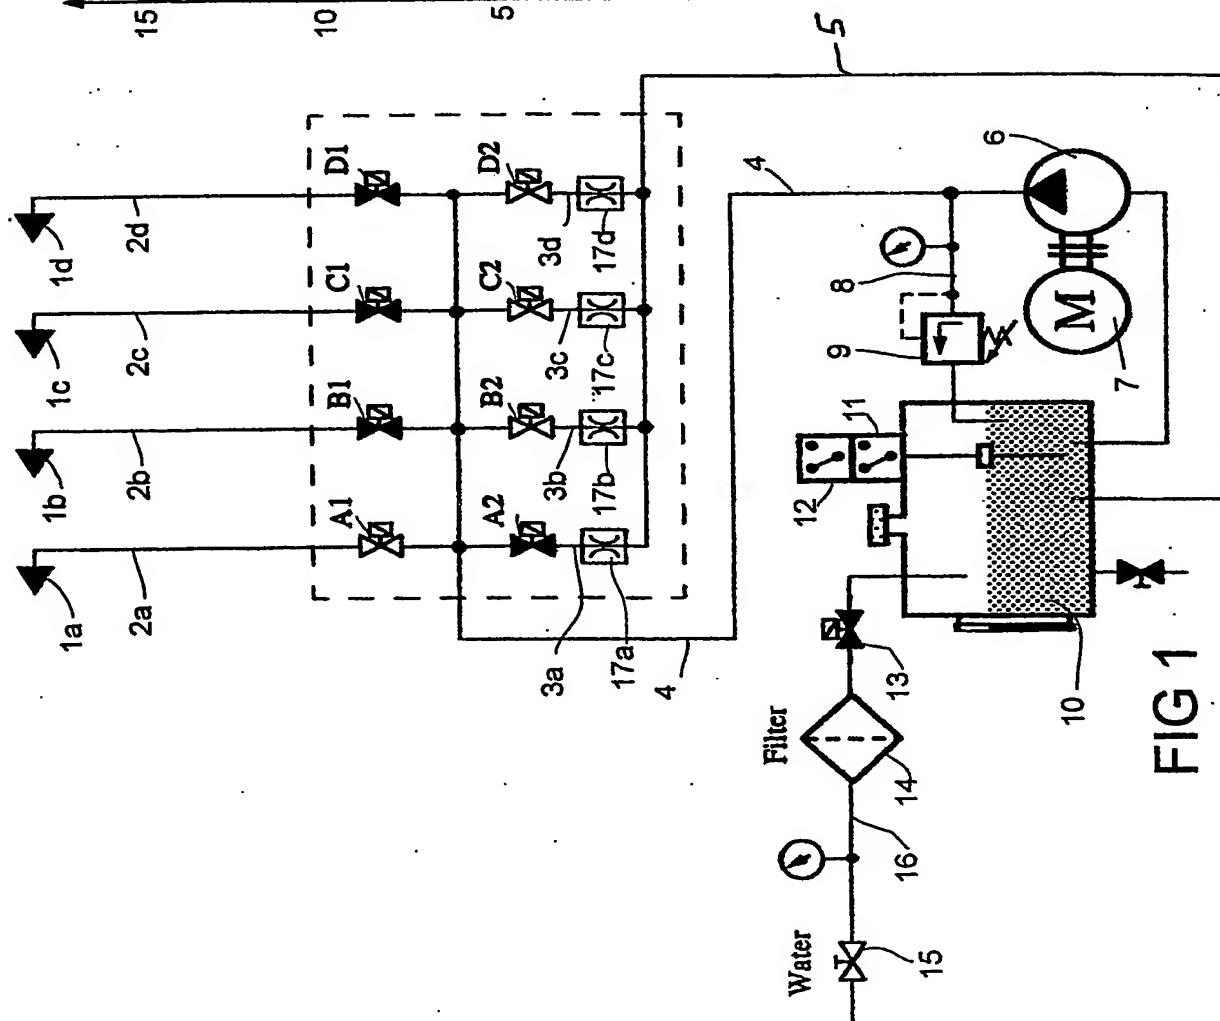 1a 1b 1c 1d
2a 2b 2c 2d 15
A1 B1 C1 D1 10
A2 B2 C2 D2 5
3a 3b 3c 3d
17a 17b 17c 17d
4
Filter 4
Water 12
5
9 8
11
16 14 13
15
6
10 M
7
FIG 1